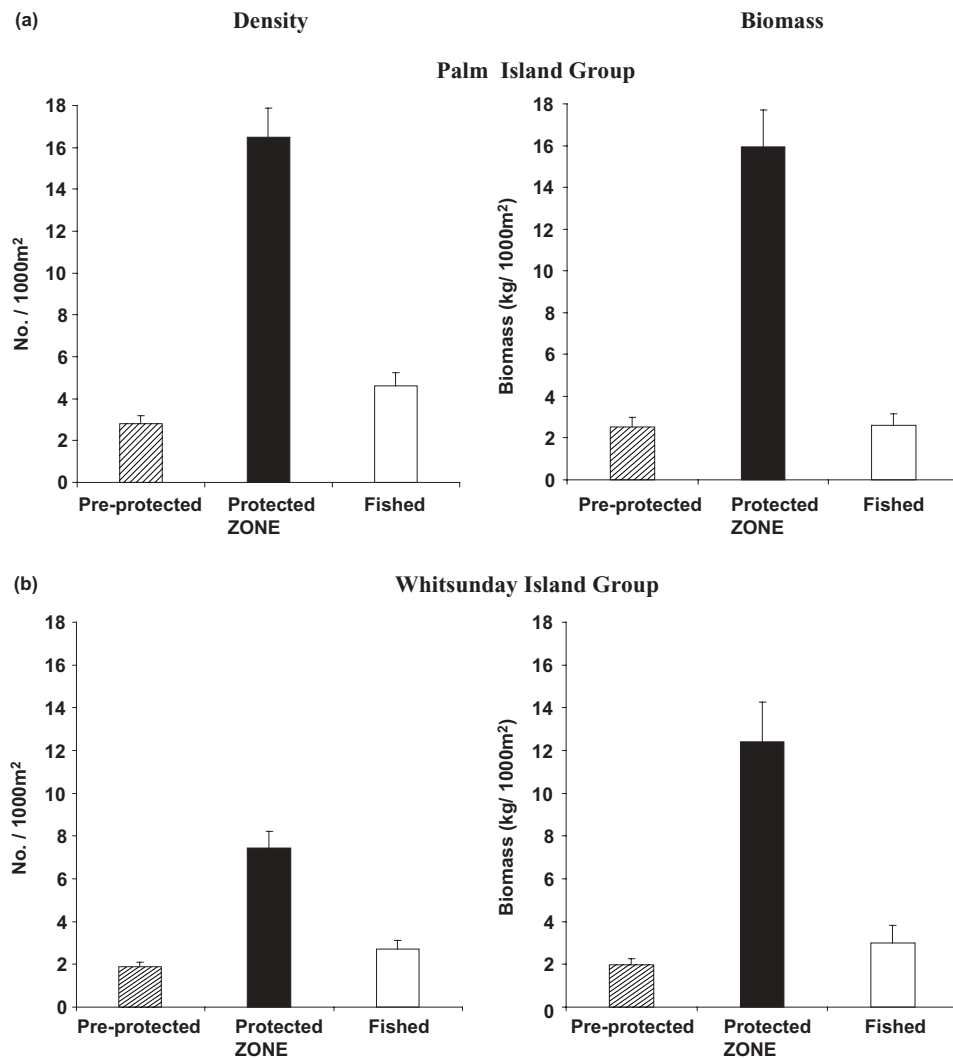 (a)
Density
Biomass
Palm Island Group
18
16
14
12
10
8
6
4
2
0
No. / 1000m²
Pre-protected Protected Fished
ZONE
18
16
14
12
10
8
6
4
2
0
Biomass (kg/ 1000m²)
Pre-protected Protected Fished
ZONE
(b)
Whitsunday Island Group
18
16
14
12
10
8
6
4
2
0
No. / 1000m²
Pre-protected Protected Fished
ZONE
18
16
14
12
10
8
6
4
2
0
Biomass (kg/ 1000m²)
Pre-protected Protected Fished
ZONE